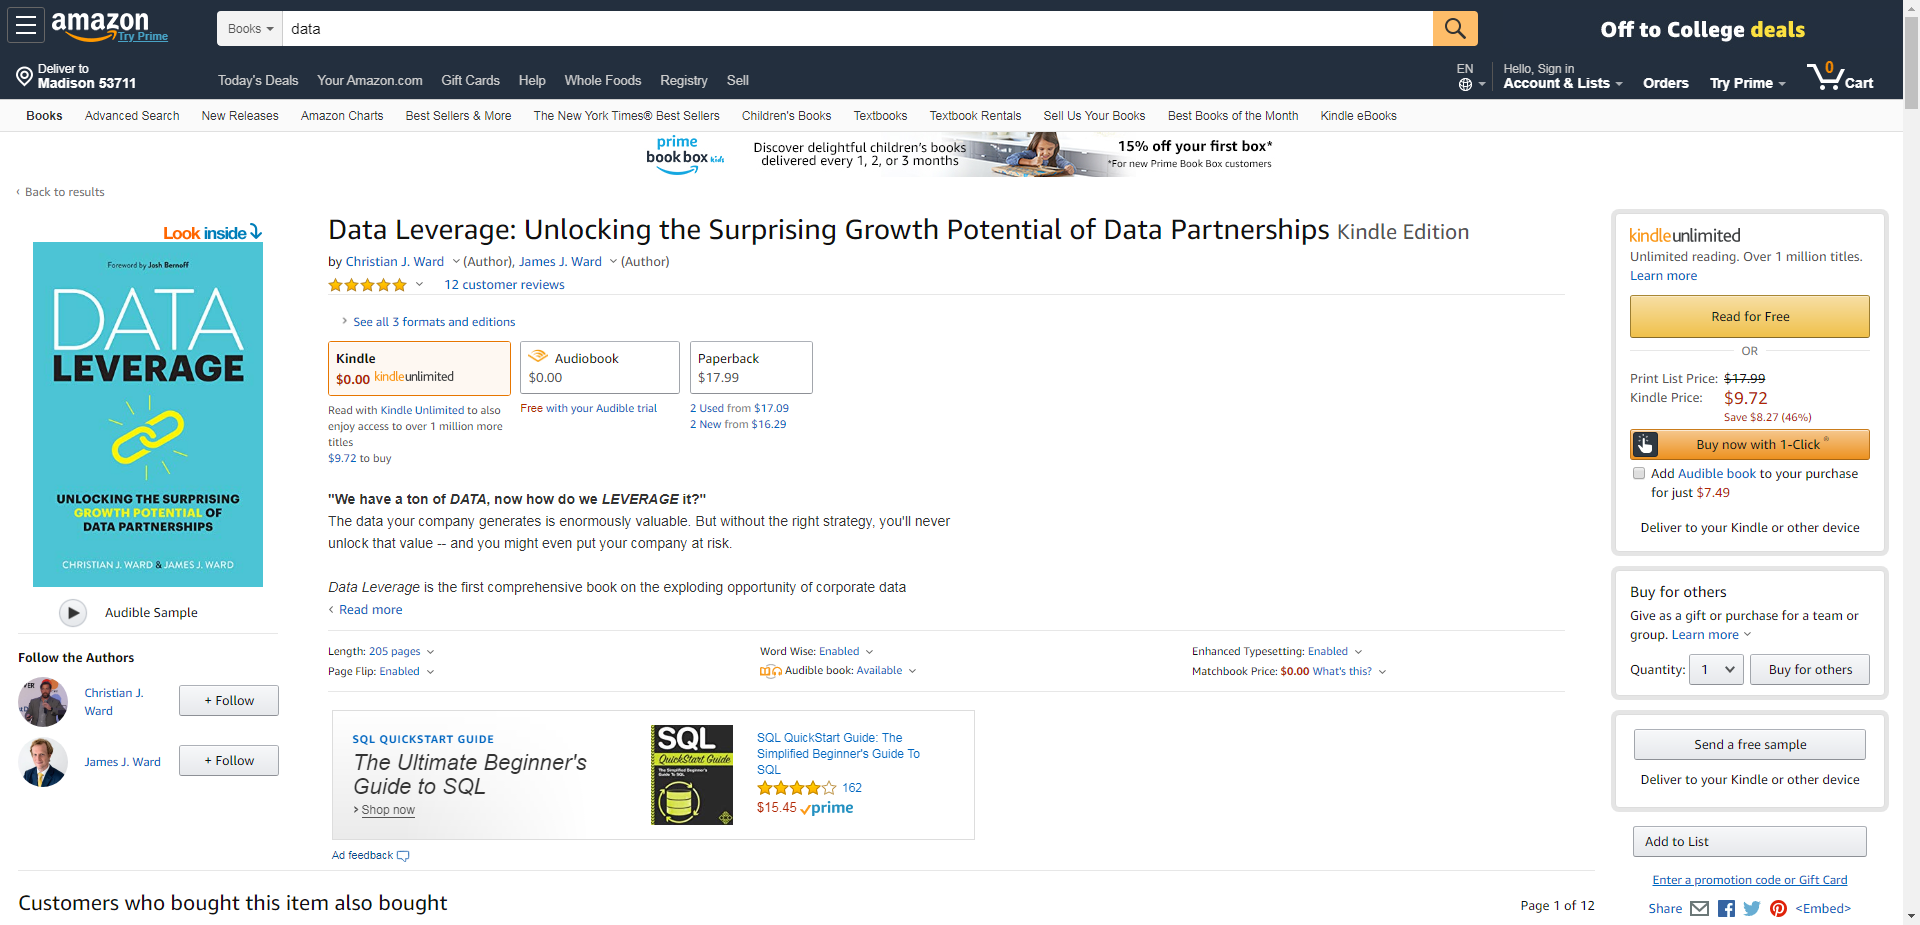 amazon
Try Prime
Books
data
Off to College deals
Deliver to
Madison 53711
Today's Deals
Your Amazon.com
Gift Cards
Help
Whole Foods
Registry
Sell
EN
Hello, Sign in
Account & Lists
Orders
Try Prime
0
Cart
Books
Advanced Search
New Releases
Amazon Charts
Best Sellers & More
The New York Times® Best Sellers
Children's Books
Textbooks
Textbook Rentals
Sell Us Your Books
Best Books of the Month
Kindle eBooks
prime
book box kids
Discover delightful children's books
delivered every 1, 2, or 3 months
15% off your first box*
*For new Prime Book Box customers
‹ Back to results
Look inside
Foreword by Josh Bernoff
DATA
LEVERAGE
UNLOCKING THE SURPRISING
GROWTH POTENTIAL OF
DATA PARTNERSHIPS
CHRISTIAN J. WARD & JAMES J. WARD
Audible Sample
Follow the Authors
Christian J.
Ward
+ Follow
James J. Ward
+ Follow
Data Leverage: Unlocking the Surprising Growth Potential of Data Partnerships Kindle Edition
by Christian J. Ward (Author), James J. Ward (Author)
12 customer reviews
› See all 3 formats and editions
Kindle
$0.00 kindleunlimited
Read with Kindle Unlimited to also
enjoy access to over 1 million more
titles
$9.72 to buy
Audiobook
$0.00
Free with your Audible trial
Paperback
$17.99
2 Used from $17.09
2 New from $16.29
"We have a ton of DATA, now how do we LEVERAGE it?"
The data your company generates is enormously valuable. But without the right strategy, you'll never
unlock that value -- and you might even put your company at risk.
Data Leverage is the first comprehensive book on the exploding opportunity of corporate data
‹ Read more
Length: 205 pages
Word Wise: Enabled
Enhanced Typesetting: Enabled
Page Flip: Enabled
Audible book: Available
Matchbook Price: $0.00 What's this?
SQL QUICKSTART GUIDE
The Ultimate Beginner's
Guide to SQL
› Shop now
SQL
QuickStart Guide
The Simplified Beginner's
Guide To SQL
SQL QuickStart Guide: The
Simplified Beginner's Guide To
SQL
162
$15.45 prime
Ad feedback
Customers who bought this item also bought
Page 1 of 12
kindleunlimited
Unlimited reading. Over 1 million titles.
Learn more
Read for Free
OR
Print List Price: $17.99
Kindle Price: $9.72
Save $8.27 (46%)
Buy now with 1-Click ®
Add Audible book to your purchase
for just $7.49
Deliver to your Kindle or other device
Buy for others
Give as a gift or purchase for a team or
group. Learn more
Quantity: 1
Buy for others
Send a free sample
Deliver to your Kindle or other device
Add to List
Enter a promotion code or Gift Card
Share
<Embed>